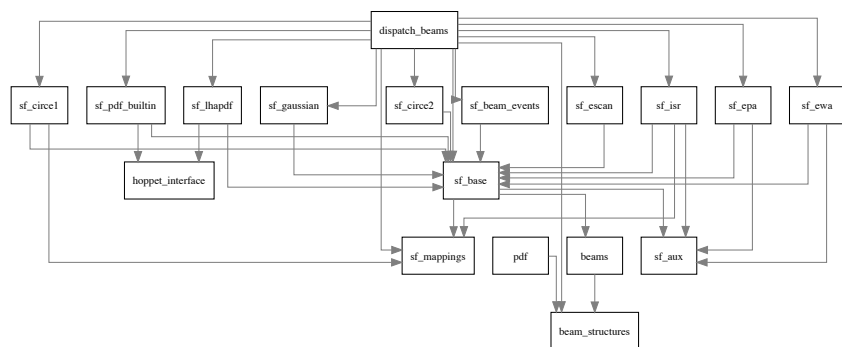 dispatch_beams
sf_circe1
sf_pdf_builtin
sf_lhapdf
sf_gaussian
sf_circe2
sf_beam_events
sf_escan
sf_isr
sf_epa
sf_ewa
hoppet_interface
sf_base
sf_mappings
pdf
beams
sf_aux
beam_structures